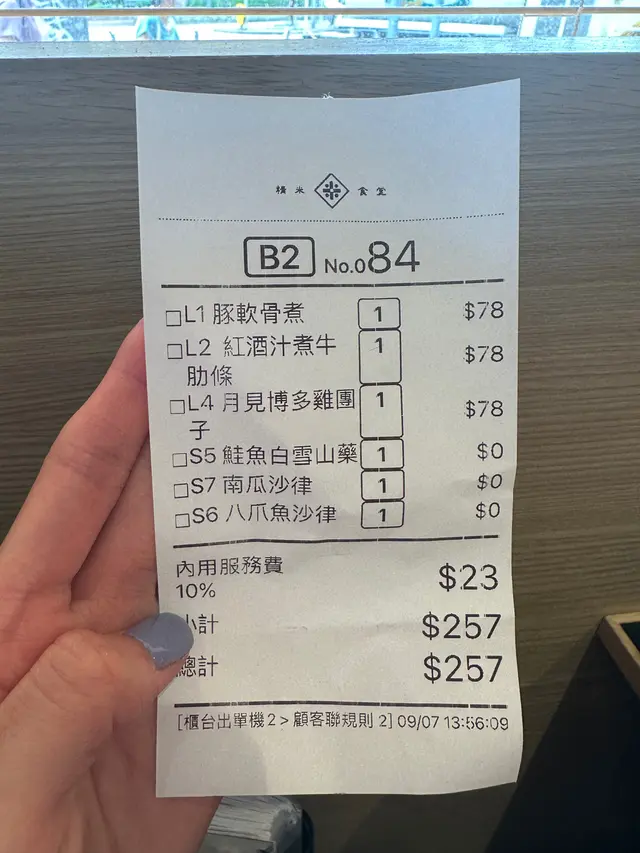 精米食堂
B2 No.084
□L1 豚軟骨煮 1 $78
□L2 紅酒汁煮牛 1 $78
肋條
□L4 月見博多雞團 1 $78
子
□S5 鮭魚白雪山藥 1 $0
□S7 南瓜沙律 1 $0
□S6 八爪魚沙律 1 $0
內用服務費 $23
10%
小計 $257
總計 $257
[櫃台出單機2 > 顧客聯規則 2] 09/07 13:56:09